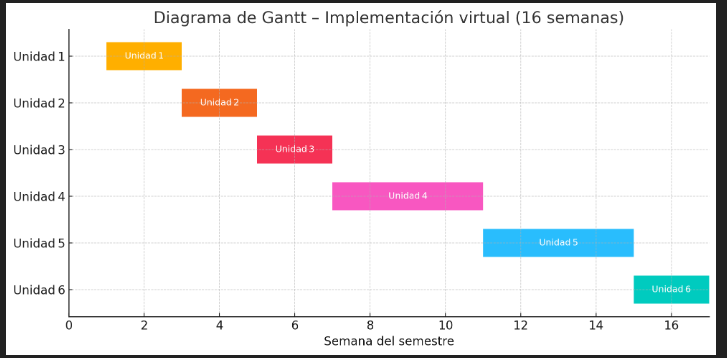 Diagrama de Gantt – Implementación virtual (16 semanas)
Unidad 1 Unidad 1
Unidad 2 Unidad 2
Unidad 3 Unidad 3
Unidad 4 Unidad 4
Unidad 5 Unidad 5
Unidad 6 Unidad 6
0 2 4 6 8 10 12 14 16
Semana del semestre